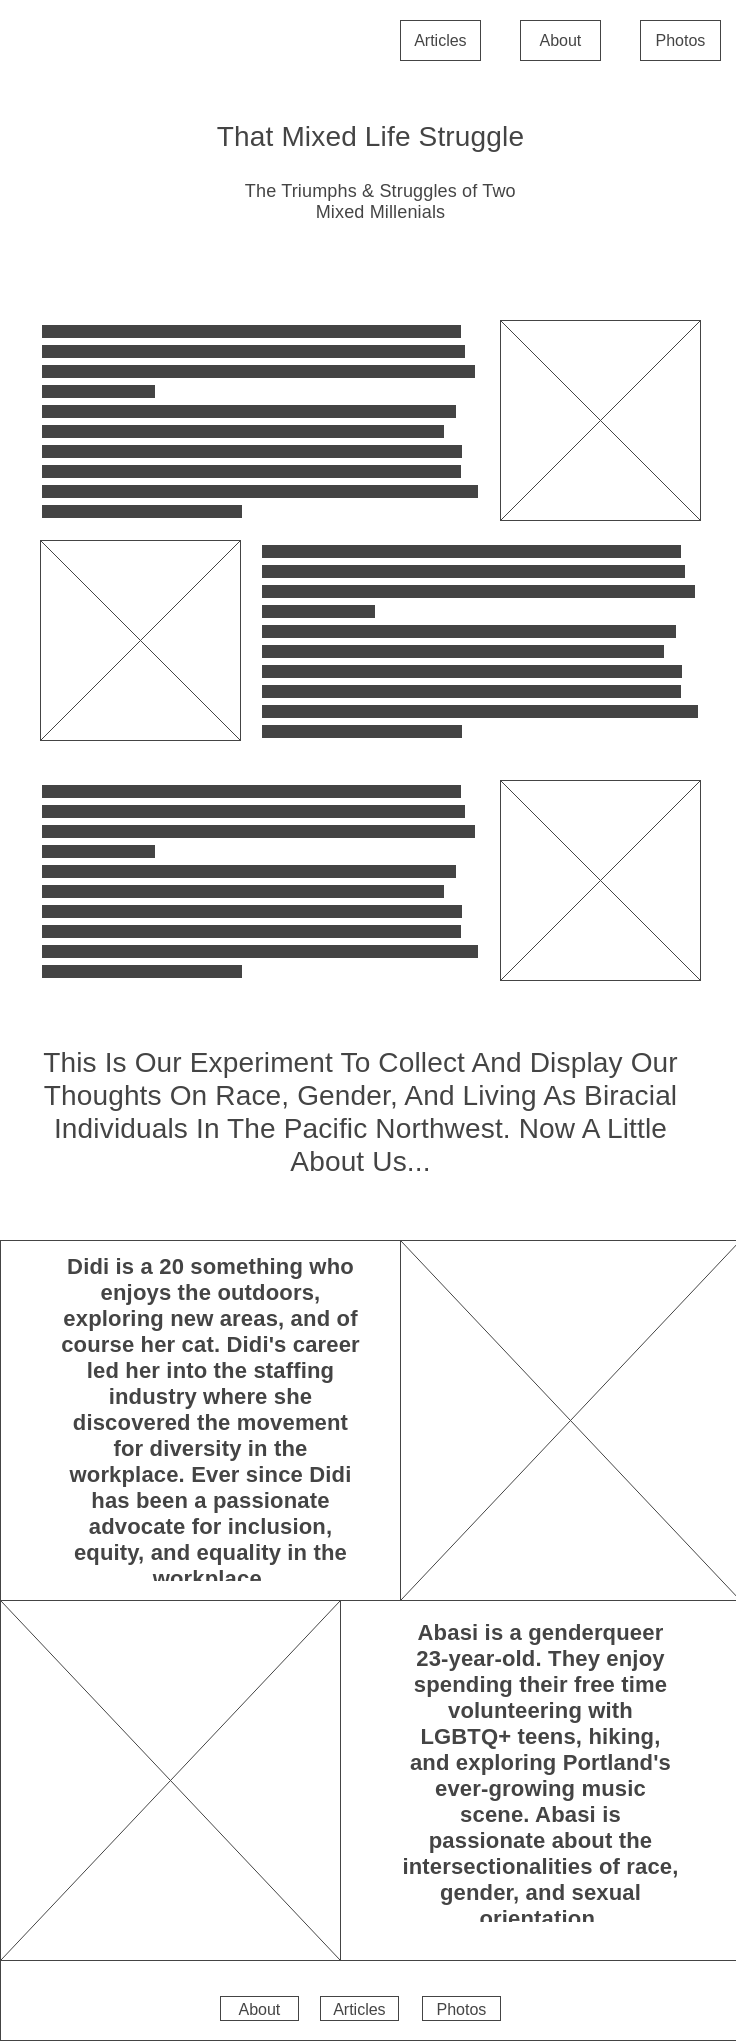 Articles About Photos
That Mixed Life Struggle
The Triumphs & Struggles of Two
Mixed Millenials
This Is Our Experiment To Collect And Display Our
Thoughts On Race, Gender, And Living As Biracial
Individuals In The Pacific Northwest. Now A Little
About Us...
Didi is a 20 something who
enjoys the outdoors,
exploring new areas, and of
course her cat. Didi's career
led her into the staffing
industry where she
discovered the movement
for diversity in the
workplace. Ever since Didi
has been a passionate
advocate for inclusion,
equity, and equality in the
workplace
Abasi is a genderqueer
23-year-old. They enjoy
spending their free time
volunteering with
LGBTQ+ teens, hiking,
and exploring Portland's
ever-growing music
scene. Abasi is
passionate about the
intersectionalities of race,
gender, and sexual
orientation
About Articles Photos